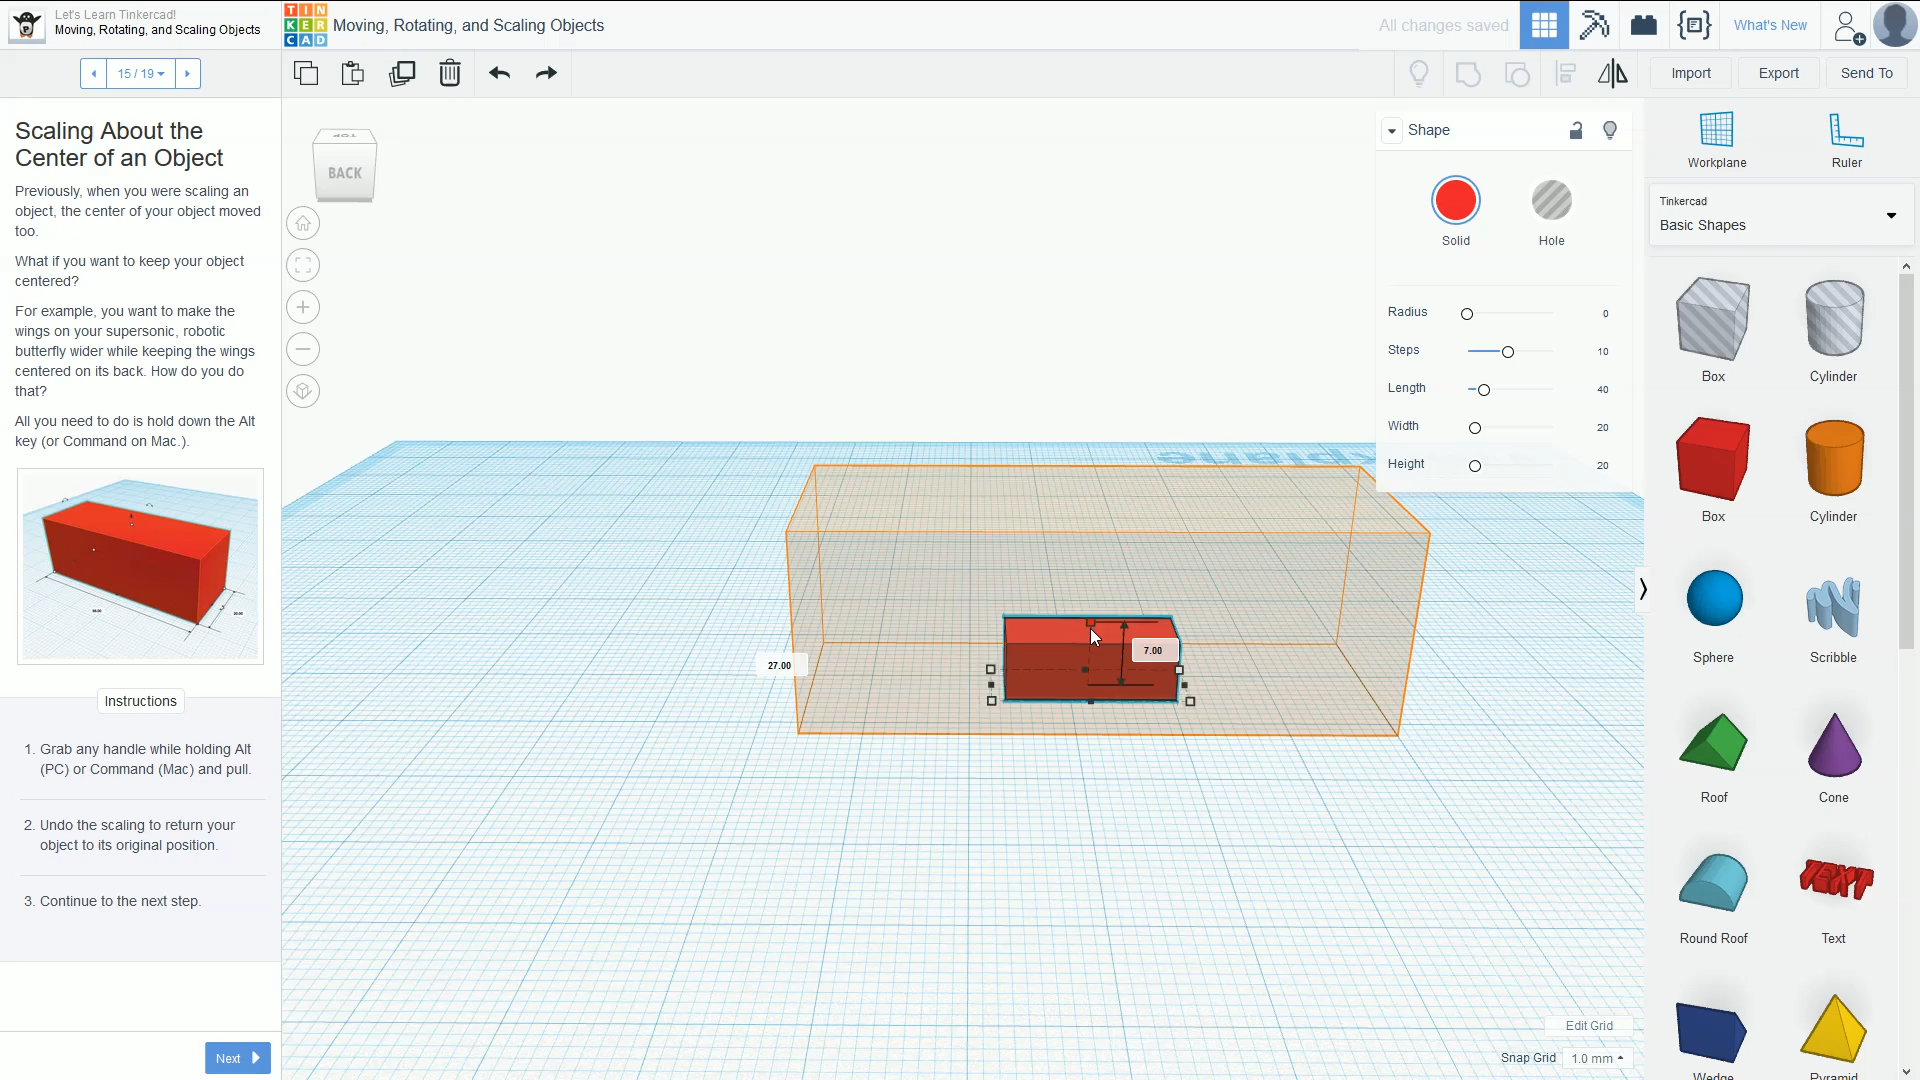 Let's Learn Tinkercad!
Moving, Rotating, and Scaling Objects
TIN
KER
CAD
Moving, Rotating, and Scaling Objects
All changes saved
What's New
15 / 19
Import
Export
Send To
Scaling About the
Center of an Object
Previously, when you were scaling an
object, the center of your object moved
too.
What if you want to keep your object
centered?
For example, you want to make the
wings on your supersonic, robotic
butterfly wider while keeping the wings
centered on its back. How do you do
that?
All you need to do is hold down the Alt
key (or Command on Mac.).
Instructions
1. Grab any handle while holding Alt
(PC) or Command (Mac) and pull.
2. Undo the scaling to return your
object to its original position.
3. Continue to the next step.
Next
TOP
BACK
27.00
7.00
Shape
Solid
Hole
Radius
0
Steps
10
Length
40
Width
20
Height
20
Edit Grid
Snap Grid
1.0 mm
Workplane
Ruler
Tinkercad
Basic Shapes
Box
Cylinder
Box
Cylinder
Sphere
Scribble
Roof
Cone
TEXT
Round Roof
Text
Wedge
Pyramid